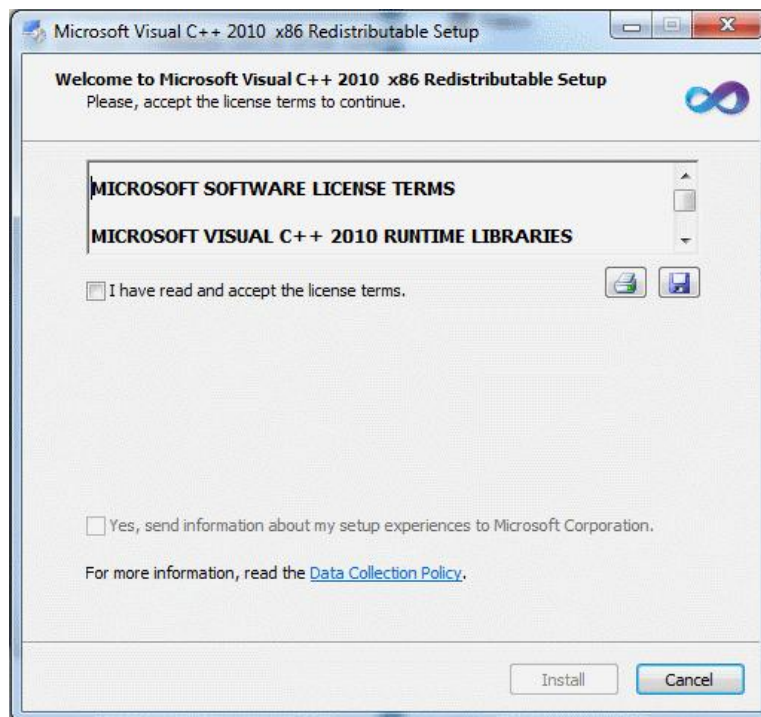 Microsoft Visual C++ 2010  x86 Redistributable Setup
Welcome to Microsoft Visual C++ 2010  x86 Redistributable Setup
Please, accept the license terms to continue.
MICROSOFT SOFTWARE LICENSE TERMS
MICROSOFT VISUAL C++ 2010 RUNTIME LIBRARIES
I have read and accept the license terms.
Yes, send information about my setup experiences to Microsoft Corporation.
For more information, read the Data Collection Policy.
Install Cancel